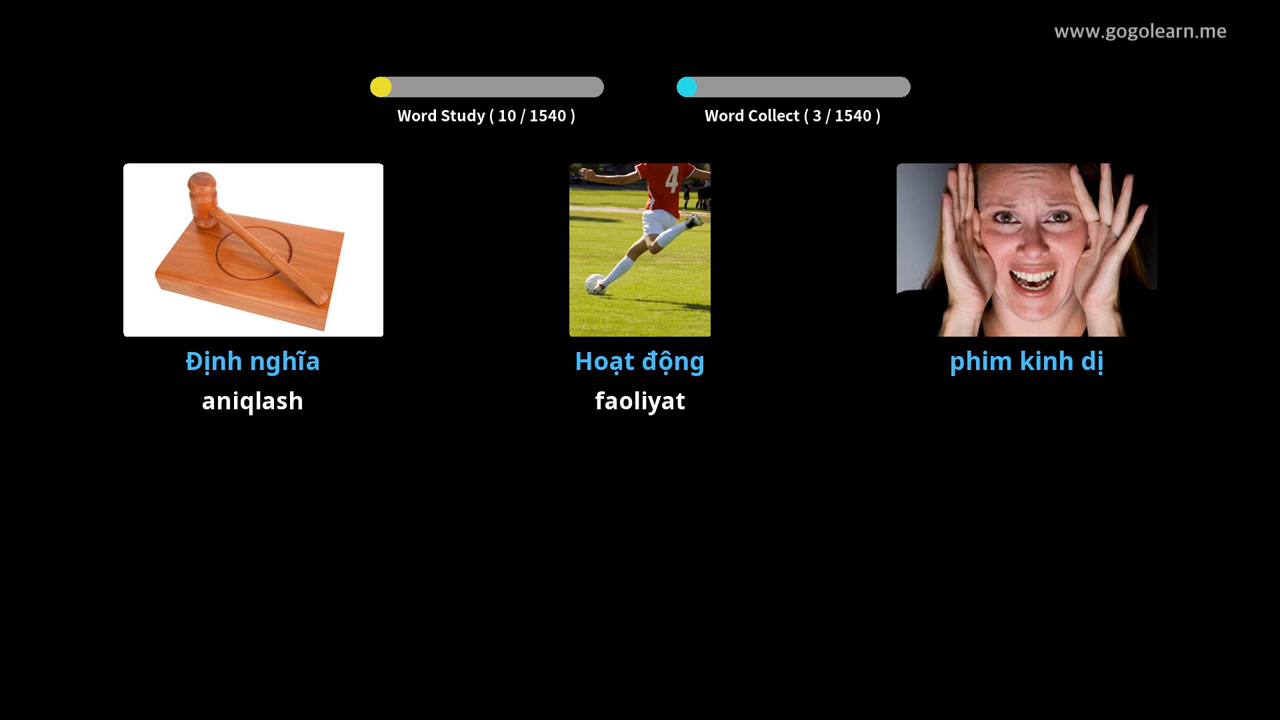 www.gogolearn.me
Word Study ( 10 / 1540 )
Word Collect ( 3 / 1540 )
4
Định nghĩa
Hoạt động
phim kinh dị
aniqlash
faoliyat